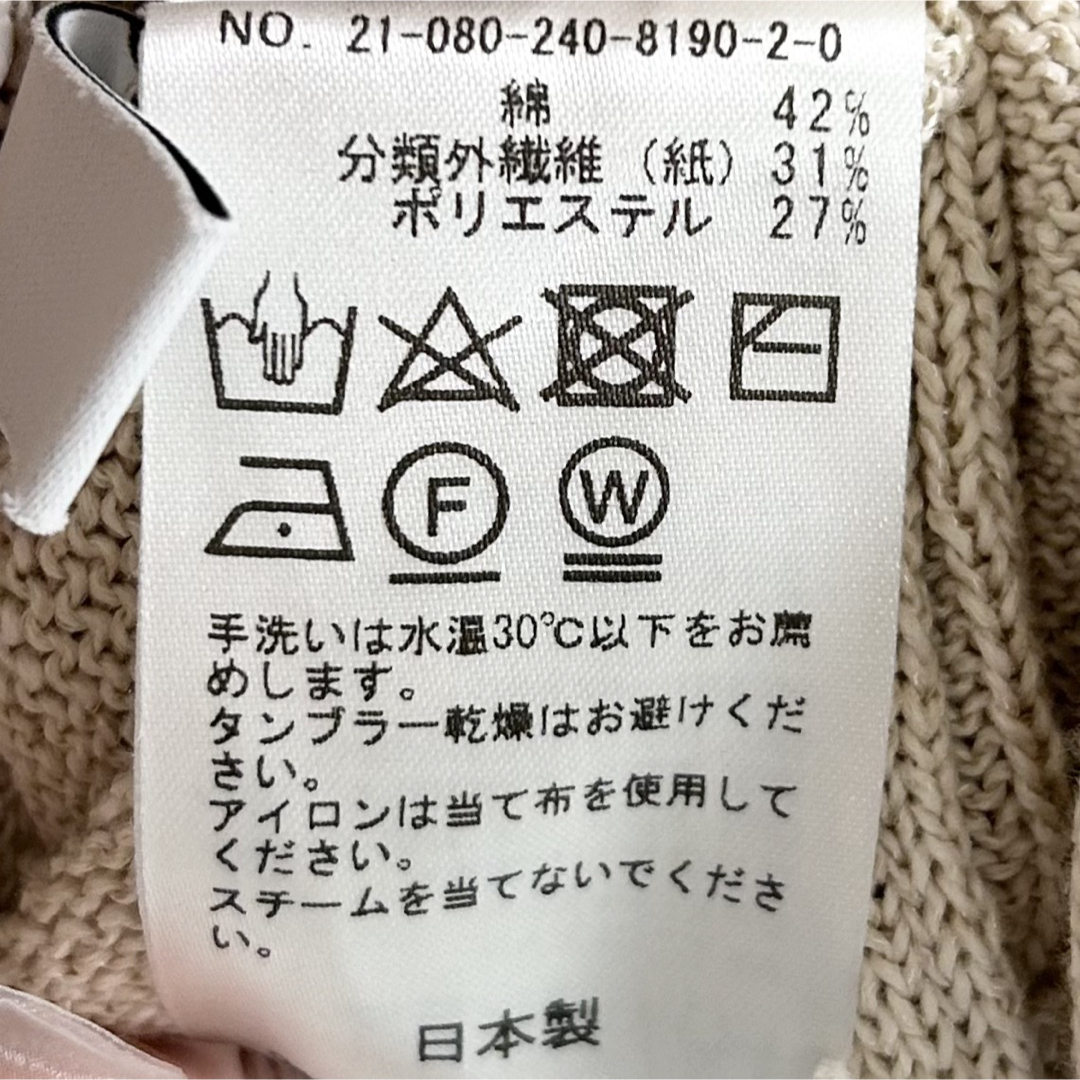 NO. 21-080-240-8190-2-0
綿 42%
分類外繊維（紙） 31%
ポリエステル 27%
F W
手洗いは水温30℃以下をお薦
めします。
タンブラー乾燥はお避けくだ
さい。
アイロンは当て布を使用して
ください。
スチームを当てないでくださ
い。
日本製